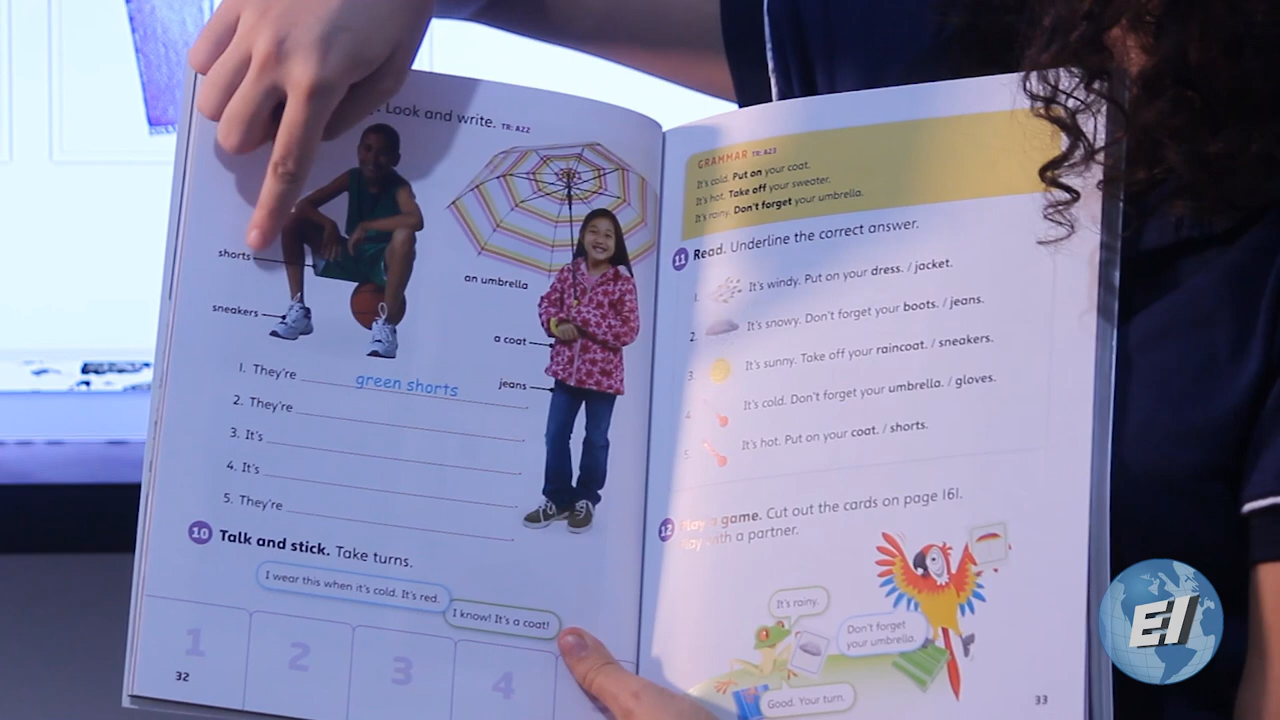 Look and write. TR: A22
shorts
sneakers
an umbrella
a coat
jeans
1. They're green shorts
2. They're
3. It's
4. It's
5. They're
10 Talk and stick. Take turns.
I wear this when it's cold. It's red.
I know! It's a coat!
1 2 3 4
32
GRAMMAR TR: A23
It's cold. Put on your coat.
It's hot. Take off your sweater.
It's rainy. Don't forget your umbrella.
11 Read. Underline the correct answer.
1. It's windy. Put on your dress. / jacket.
2. It's snowy. Don't forget your boots. / jeans.
3. It's sunny. Take off your raincoat. / sneakers.
4. It's cold. Don't forget your umbrella. / gloves.
5. It's hot. Put on your coat. / shorts.
12 Play a game. Cut out the cards on page 161.
Play with a partner.
It's rainy.
Don't forget
your umbrella.
Good. Your turn.
33
EI